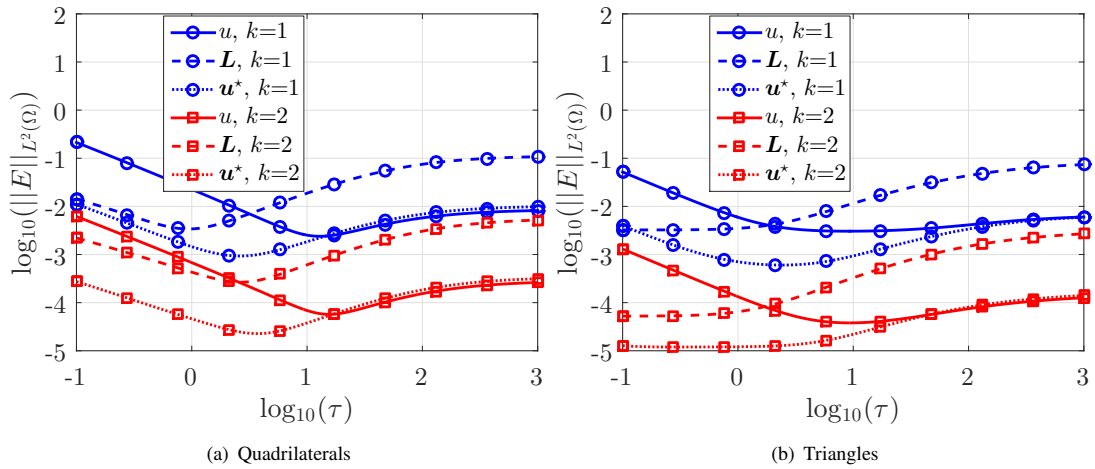 2
1
0
-1
-2
-3
-4
-5
log₁₀(||E||_{L²(Ω)})
u, k=1
L, k=1
u⋆, k=1
u, k=2
L, k=2
u⋆, k=2
-1
0
1
2
3
log₁₀(τ)
(a) Quadrilaterals
2
1
0
-1
-2
-3
-4
-5
log₁₀(||E||_{L²(Ω)})
u, k=1
L, k=1
u⋆, k=1
u, k=2
L, k=2
u⋆, k=2
-1
0
1
2
3
log₁₀(τ)
(b) Triangles